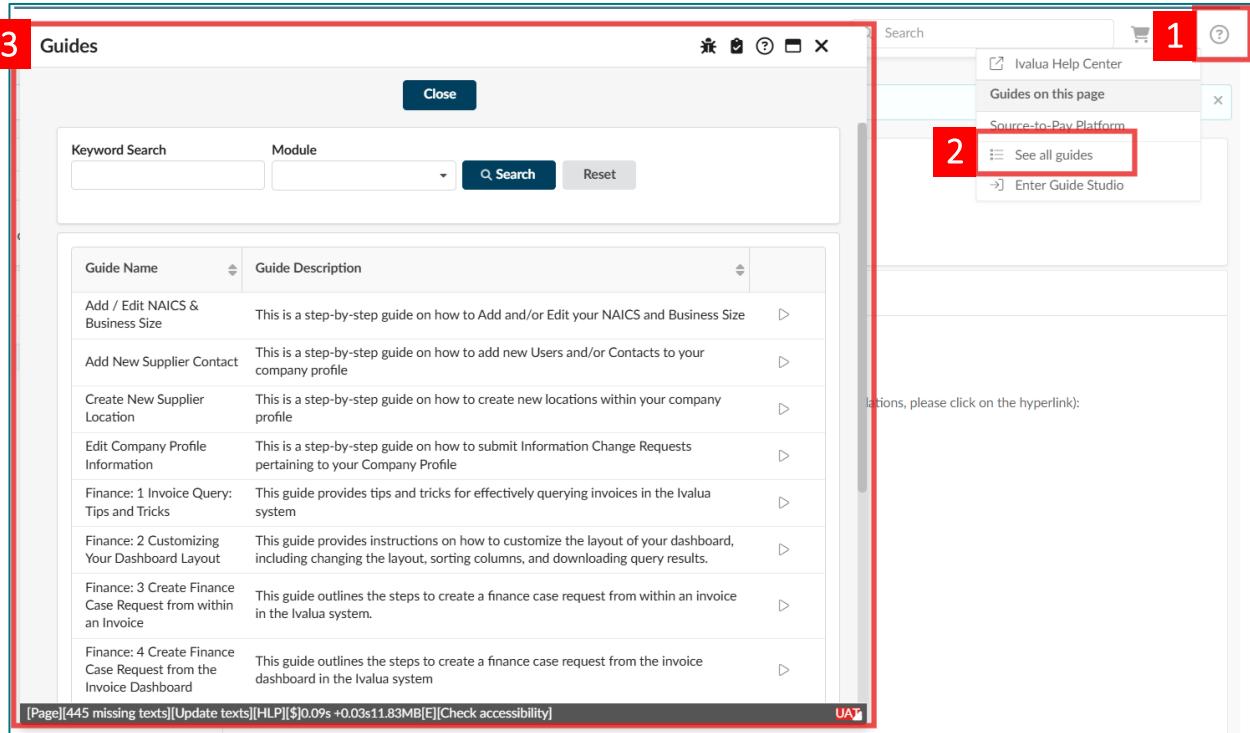 3
Guides
Search
1
Ivalua Help Center
Close
Guides on this page
Source-to-Pay Platform
2
See all guides
Enter Guide Studio
Keyword Search
Module
Search
Reset
Guide Name
Guide Description
Add / Edit NAICS &
Business Size
This is a step-by-step guide on how to Add and/or Edit your NAICS and Business Size
Add New Supplier Contact
This is a step-by-step guide on how to add new Users and/or Contacts to your
company profile
Create New Supplier
Location
This is a step-by-step guide on how to create new locations within your company
profile
lations, please click on the hyperlink):
Edit Company Profile
Information
This is a step-by-step guide on how to submit Information Change Requests
pertaining to your Company Profile
Finance: 1 Invoice Query:
Tips and Tricks
This guide provides tips and tricks for effectively querying invoices in the Ivalua
system
Finance: 2 Customizing
Your Dashboard Layout
This guide provides instructions on how to customize the layout of your dashboard,
including changing the layout, sorting columns, and downloading query results.
Finance: 3 Create Finance
Case Request from within
an Invoice
This guide outlines the steps to create a finance case request from within an invoice
in the Ivalua system.
Finance: 4 Create Finance
Case Request from the
Invoice Dashboard
This guide outlines the steps to create a finance case request from the invoice
dashboard in the Ivalua system
[Page][445 missing texts][Update texts][HLP][$]0.09s +0.03s11.83MB[E][Check accessibility]
UAT